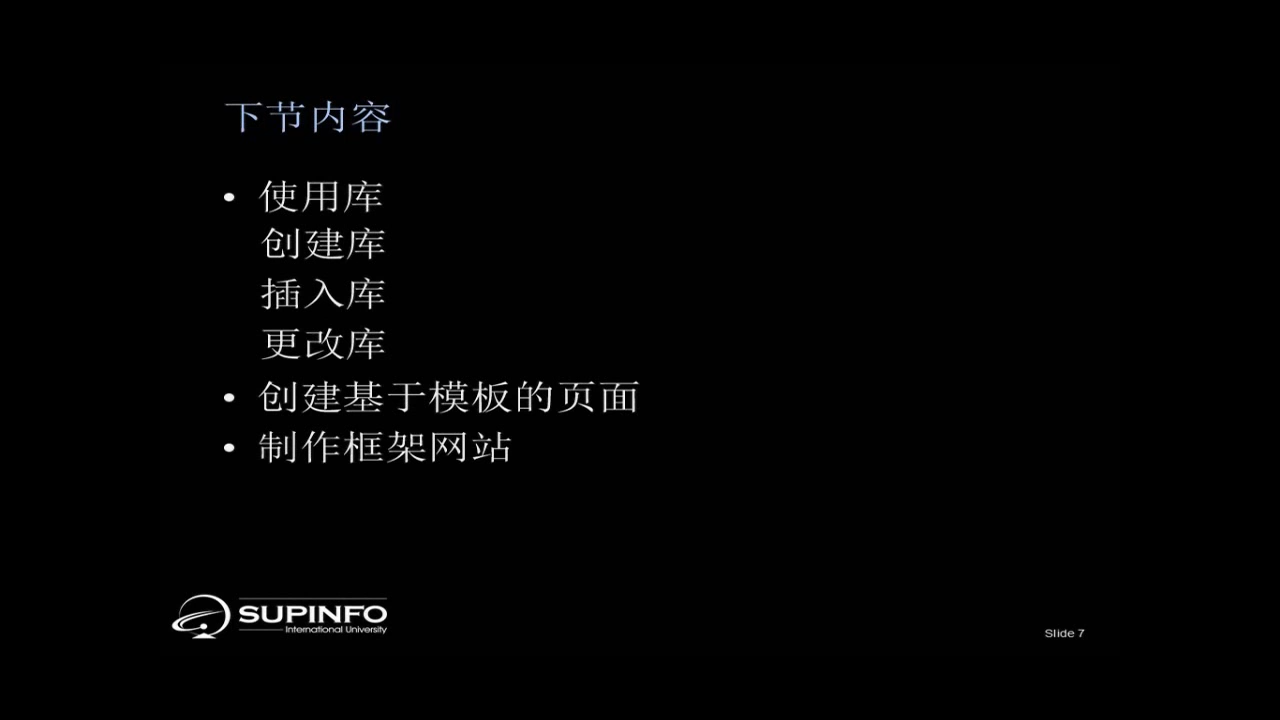 下节内容
• 使用库
创建库
插入库
更改库
• 创建基于模板的页面
• 制作框架网站
SUPINFO
International University
Slide 7